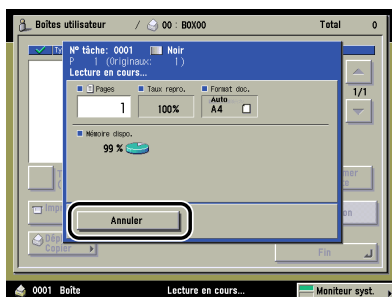 Boîtes utilisateur / 00 : BOX00 Total 0
N° tâche: 0001 Noir
P 1 (Originaux: 1)
Lecture en cours...
Pages Taux repro. Format doc.
1 100% Auto
A4
1/1
Mémoire dispo.
99 %
Annuler
Fin
0001 Boîte Lecture en cours... Moniteur syst.